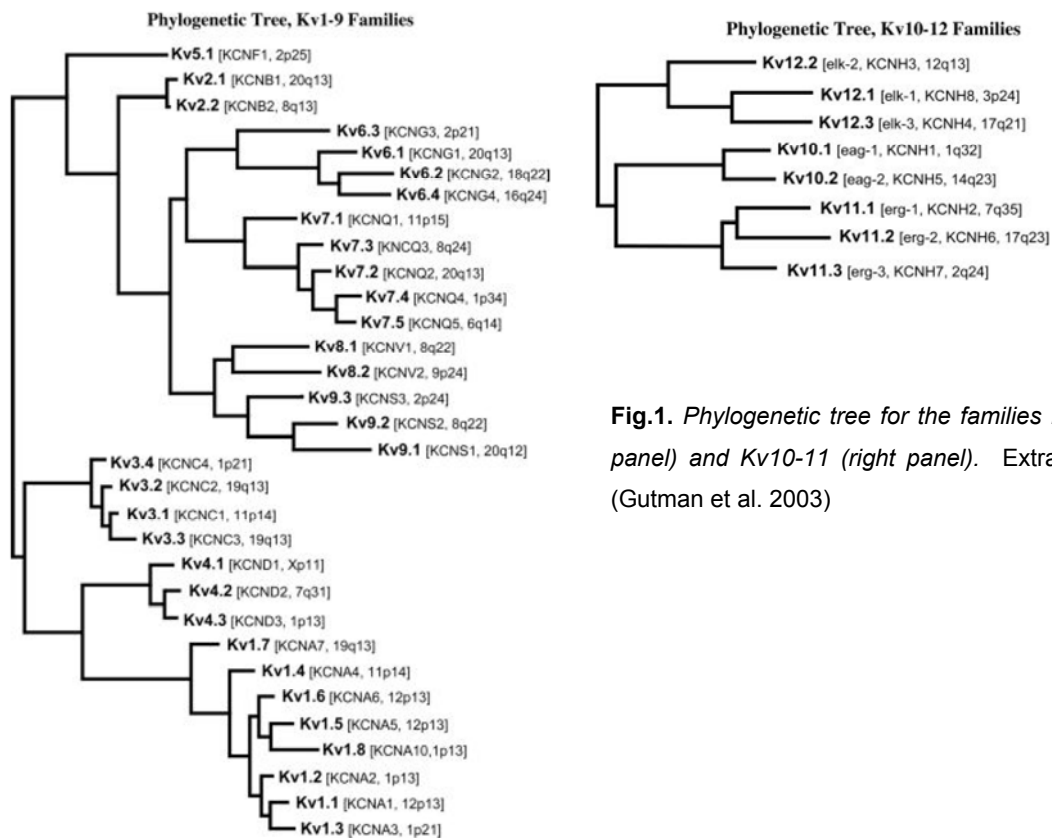 Phylogenetic Tree, Kv1-9 Families
Kv5.1 [KCNF1, 2p25]
Kv2.1 [KCNB1, 20q13]
Kv2.2 [KCNB2, 8q13]
Kv6.3 [KCNG3, 2p21]
Kv6.1 [KCNG1, 20q13]
Kv6.2 [KCNG2, 18q22]
Kv6.4 [KCNG4, 16q24]
Kv7.1 [KCNQ1, 11p15]
Kv7.3 [KNCQ3, 8q24]
Kv7.2 [KCNQ2, 20q13]
Kv7.4 [KCNQ4, 1p34]
Kv7.5 [KCNQ5, 6q14]
Kv8.1 [KCNV1, 8q22]
Kv8.2 [KCNV2, 9p24]
Kv9.3 [KCNS3, 2p24]
Kv9.2 [KCNS2, 8q22]
Kv9.1 [KCNS1, 20q12]
Kv3.4 [KCNC4, 1p21]
Kv3.2 [KCNC2, 19q13]
Kv3.1 [KCNC1, 11p14]
Kv3.3 [KCNC3, 19q13]
Kv4.1 [KCND1, Xp11]
Kv4.2 [KCND2, 7q31]
Kv4.3 [KCND3, 1p13]
Kv1.7 [KCNA7, 19q13]
Kv1.4 [KCNA4, 11p14]
Kv1.6 [KCNA6, 12p13]
Kv1.5 [KCNA5, 12p13]
Kv1.8 [KCNA10,1p13]
Kv1.2 [KCNA2, 1p13]
Kv1.1 [KCNA1, 12p13]
Kv1.3 [KCNA3, 1p21]
Phylogenetic Tree, Kv10-12 Families
Kv12.2 [elk-2, KCNH3, 12q13]
Kv12.1 [elk-1, KCNH8, 3p24]
Kv12.3 [elk-3, KCNH4, 17q21]
Kv10.1 [eag-1, KCNH1, 1q32]
Kv10.2 [eag-2, KCNH5, 14q23]
Kv11.1 [erg-1, KCNH2, 7q35]
Kv11.2 [erg-2, KCNH6, 17q23]
Kv11.3 [erg-3, KCNH7, 2q24]
Fig.1. Phylogenetic tree for the families
panel) and Kv10-11 (right panel). Extra
(Gutman et al. 2003)